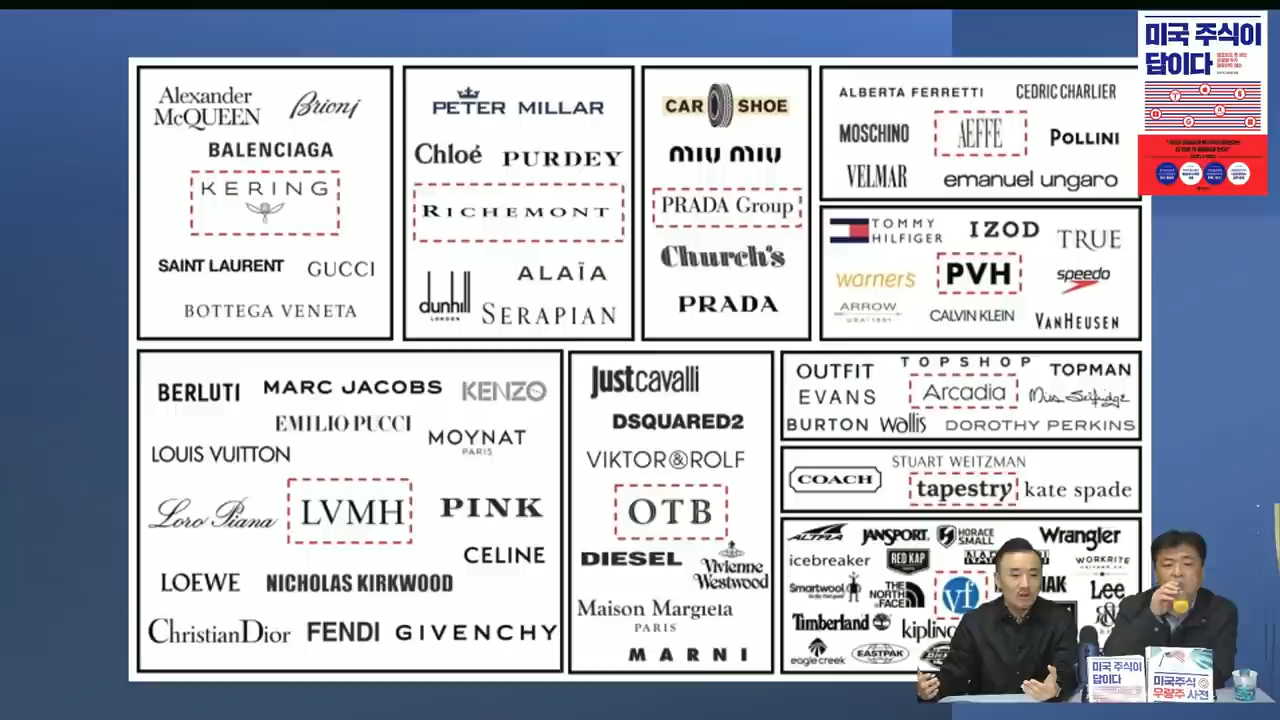 Alexander
McQUEEN
Brioni
BALENCIAGA
KERING
SAINT LAURENT
GUCCI
BOTTEGA VENETA
PETER MILLAR
Chloé
PURDEY
RICHEMONT
dunhill
LONDON
ALAÏA
SERAPIAN
CAR SHOE
miu miu
PRADA Group
Church's
PRADA
ALBERTA FERRETTI
CEDRIC CHARLIER
MOSCHINO
AEFFE
POLLINI
VELMAR
emanuel ungaro
TOMMY
HILFIGER
IZOD
TRUE
warner's
PVH
speedo
ARROW
USA·1851
CALVIN KLEIN
VANHEUSEN
BERLUTI
MARC JACOBS
KENZO
EMILIO PUCCI
MOYNAT
PARIS
LOUIS VUITTON
Loro Piana
LVMH
PINK
CELINE
LOEWE
NICHOLAS KIRKWOOD
Christian Dior
FENDI
GIVENCHY
justcavalli
DSQUARED2
VIKTOR&ROLF
OTB
DIESEL
Vivienne
Westwood
Maison Margiela
PARIS
MARNI
OUTFIT
TOPSHOP
TOPMAN
EVANS
Arcadia
Miss Selfridge
BURTON
Wallis
DOROTHY PERKINS
STUART WEITZMAN
COACH
tapestry
kate spade
ALTRA
JANSPORT
HORACE
SMALL
Wrangler
icebreaker
RED KAP
WORKRITE
Smartwool
THE
NORTH
FACE
vf
Lee
Timberland
kipling
eagle creek
EASTPAK
미국 주식이
답이다
미국 주식이
답이다
미국주식
우량주 사전